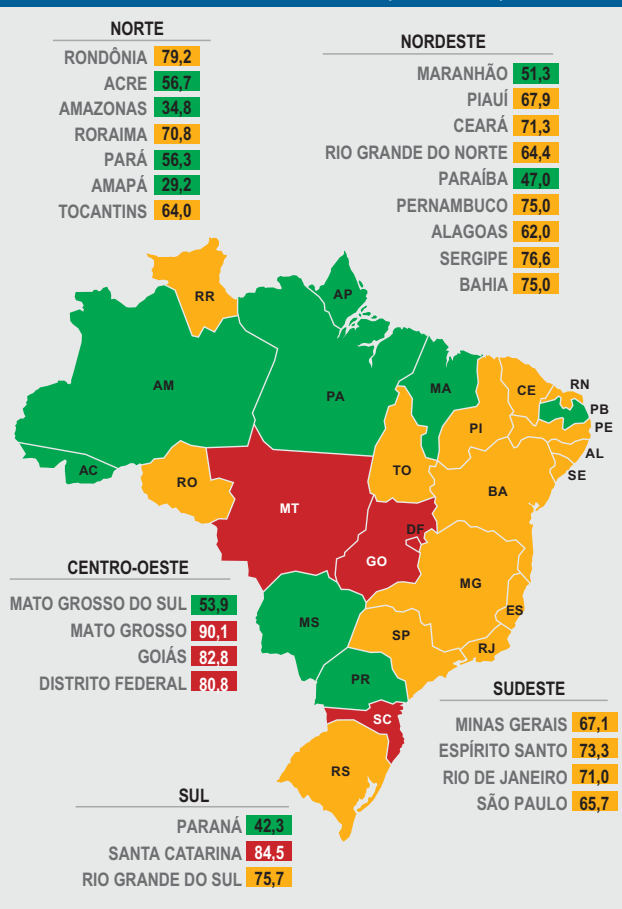 NORTE
RONDÔNIA 79,2
ACRE 56,7
AMAZONAS 34,8
RORAIMA 70,8
PARÁ 56,3
AMAPÁ 29,2
TOCANTINS 64,0
NORDESTE
MARANHÃO 51,3
PIAUÍ 67,9
CEARÁ 71,3
RIO GRANDE DO NORTE 64,4
PARAÍBA 47,0
PERNAMBUCO 75,0
ALAGOAS 62,0
SERGIPE 76,6
BAHIA 75,0
RR
AP
AM
PA
MA
CE
RN
PI
PB
PE
AL
SE
AC
RO
TO
BA
MT
DF
GO
MG
ES
MS
SP
RJ
PR
SC
RS
CENTRO-OESTE
MATO GROSSO DO SUL 53,9
MATO GROSSO 90,1
GOIÁS 82,8
DISTRITO FEDERAL 80,8
SUDESTE
MINAS GERAIS 67,1
ESPÍRITO SANTO 73,3
RIO DE JANEIRO 71,0
SÃO PAULO 65,7
SUL
PARANÁ 42,3
SANTA CATARINA 84,5
RIO GRANDE DO SUL 75,7